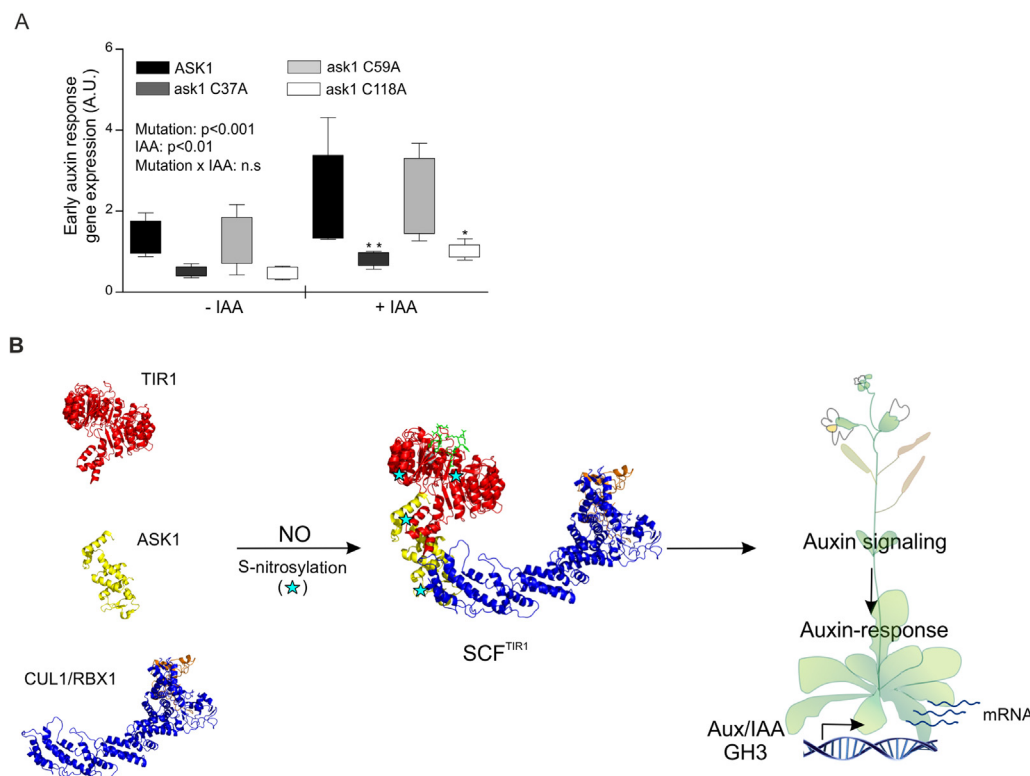 A
Early auxin response
gene expression (A.U.)
6
4
2
0
ASK1
ask1 C37A
ask1 C59A
ask1 C118A
Mutation: p<0.001
IAA: p<0.01
Mutation x IAA: n.s
* *
*
- IAA
+ IAA
B
TIR1
ASK1
CUL1/RBX1
NO
S-nitrosylation
(★)
SCF^TIR1
Auxin signaling
Auxin-response
mRNA
Aux/IAA
GH3